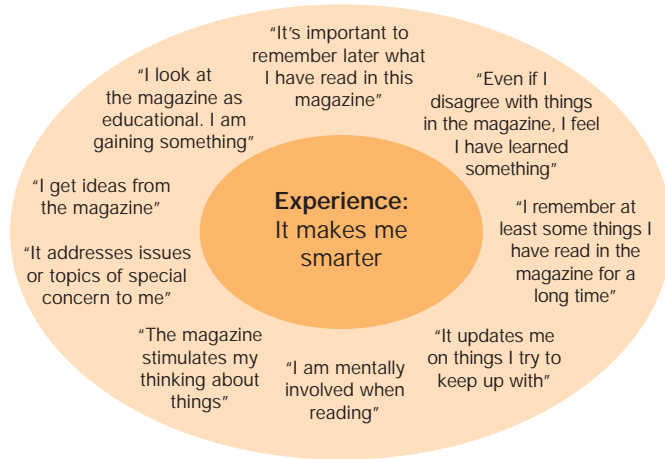 “It’s important to
remember later what
I have read in this
magazine”
“Even if I
disagree with things
in the magazine, I feel
I have learned
something”
“I remember at
least some things I
have read in the
magazine for a
long time”
“It updates me
on things I try to
keep up with”
“I am mentally
involved when
reading”
“The magazine
stimulates my
thinking about
things”
“It addresses issues
or topics of special
concern to me”
“I get ideas from
the magazine”
“I look at
the magazine as
educational. I am
gaining something”
Experience:
It makes me
smarter